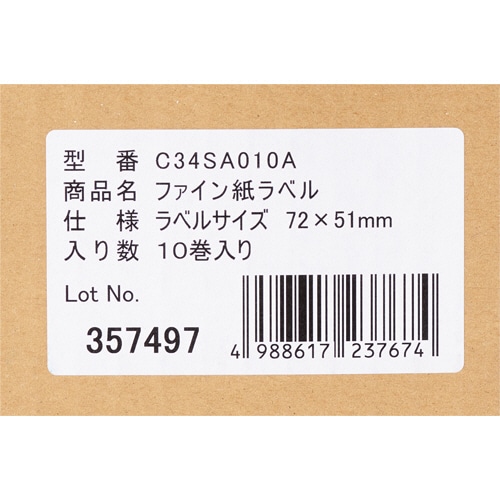 型 番 C34SA010A
商品名 ファイン紙ラベル
仕 様 ラベルサイズ 72×51mm
入り数 10巻入り
Lot No.
357497
4 988617 237674